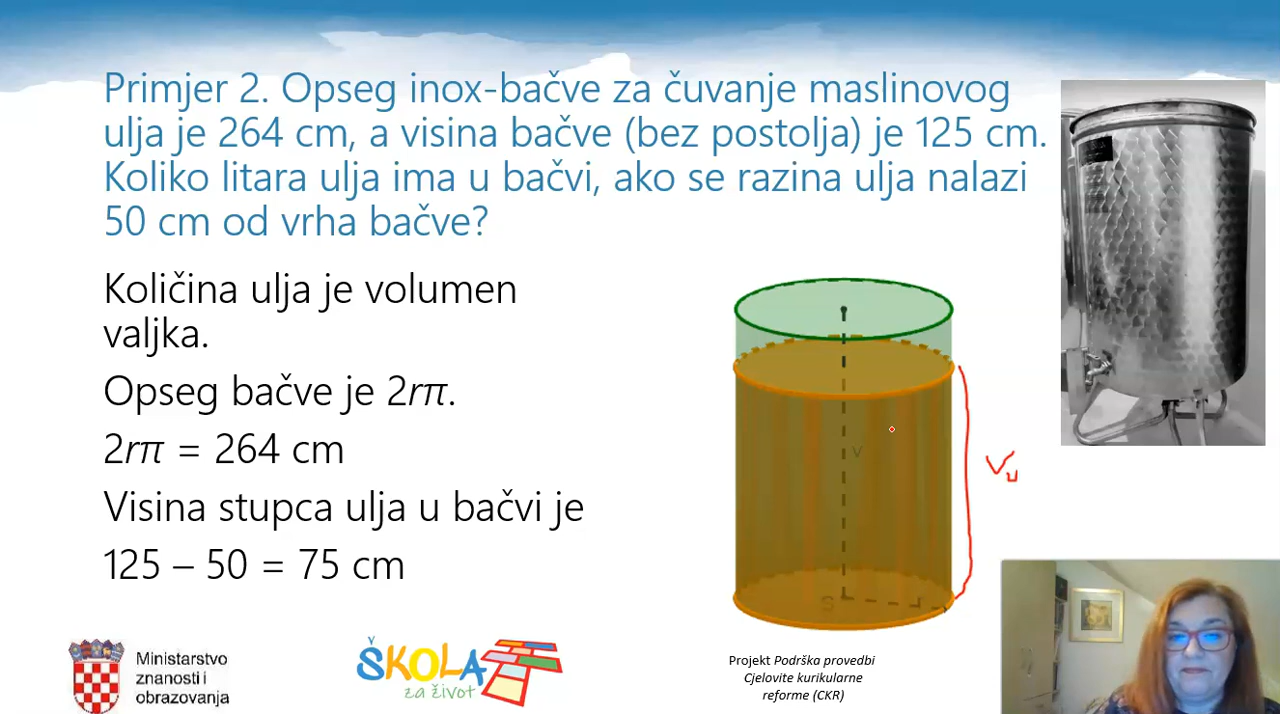 Primjer 2. Opseg inox-bačve za čuvanje maslinovog
ulja je 264 cm, a visina bačve (bez postolja) je 125 cm.
Koliko litara ulja ima u bačvi, ako se razina ulja nalazi
50 cm od vrha bačve?
Količina ulja je volumen
valjka.
Opseg bačve je 2rπ.
2rπ = 264 cm
Visina stupca ulja u bačvi je
125 – 50 = 75 cm
v
S
r
Vu
Ministarstvo
znanosti i
obrazovanja
ŠKOLA
za život
Projekt Podrška provedbi
Cjelovite kurikularne
reforme (CKR)